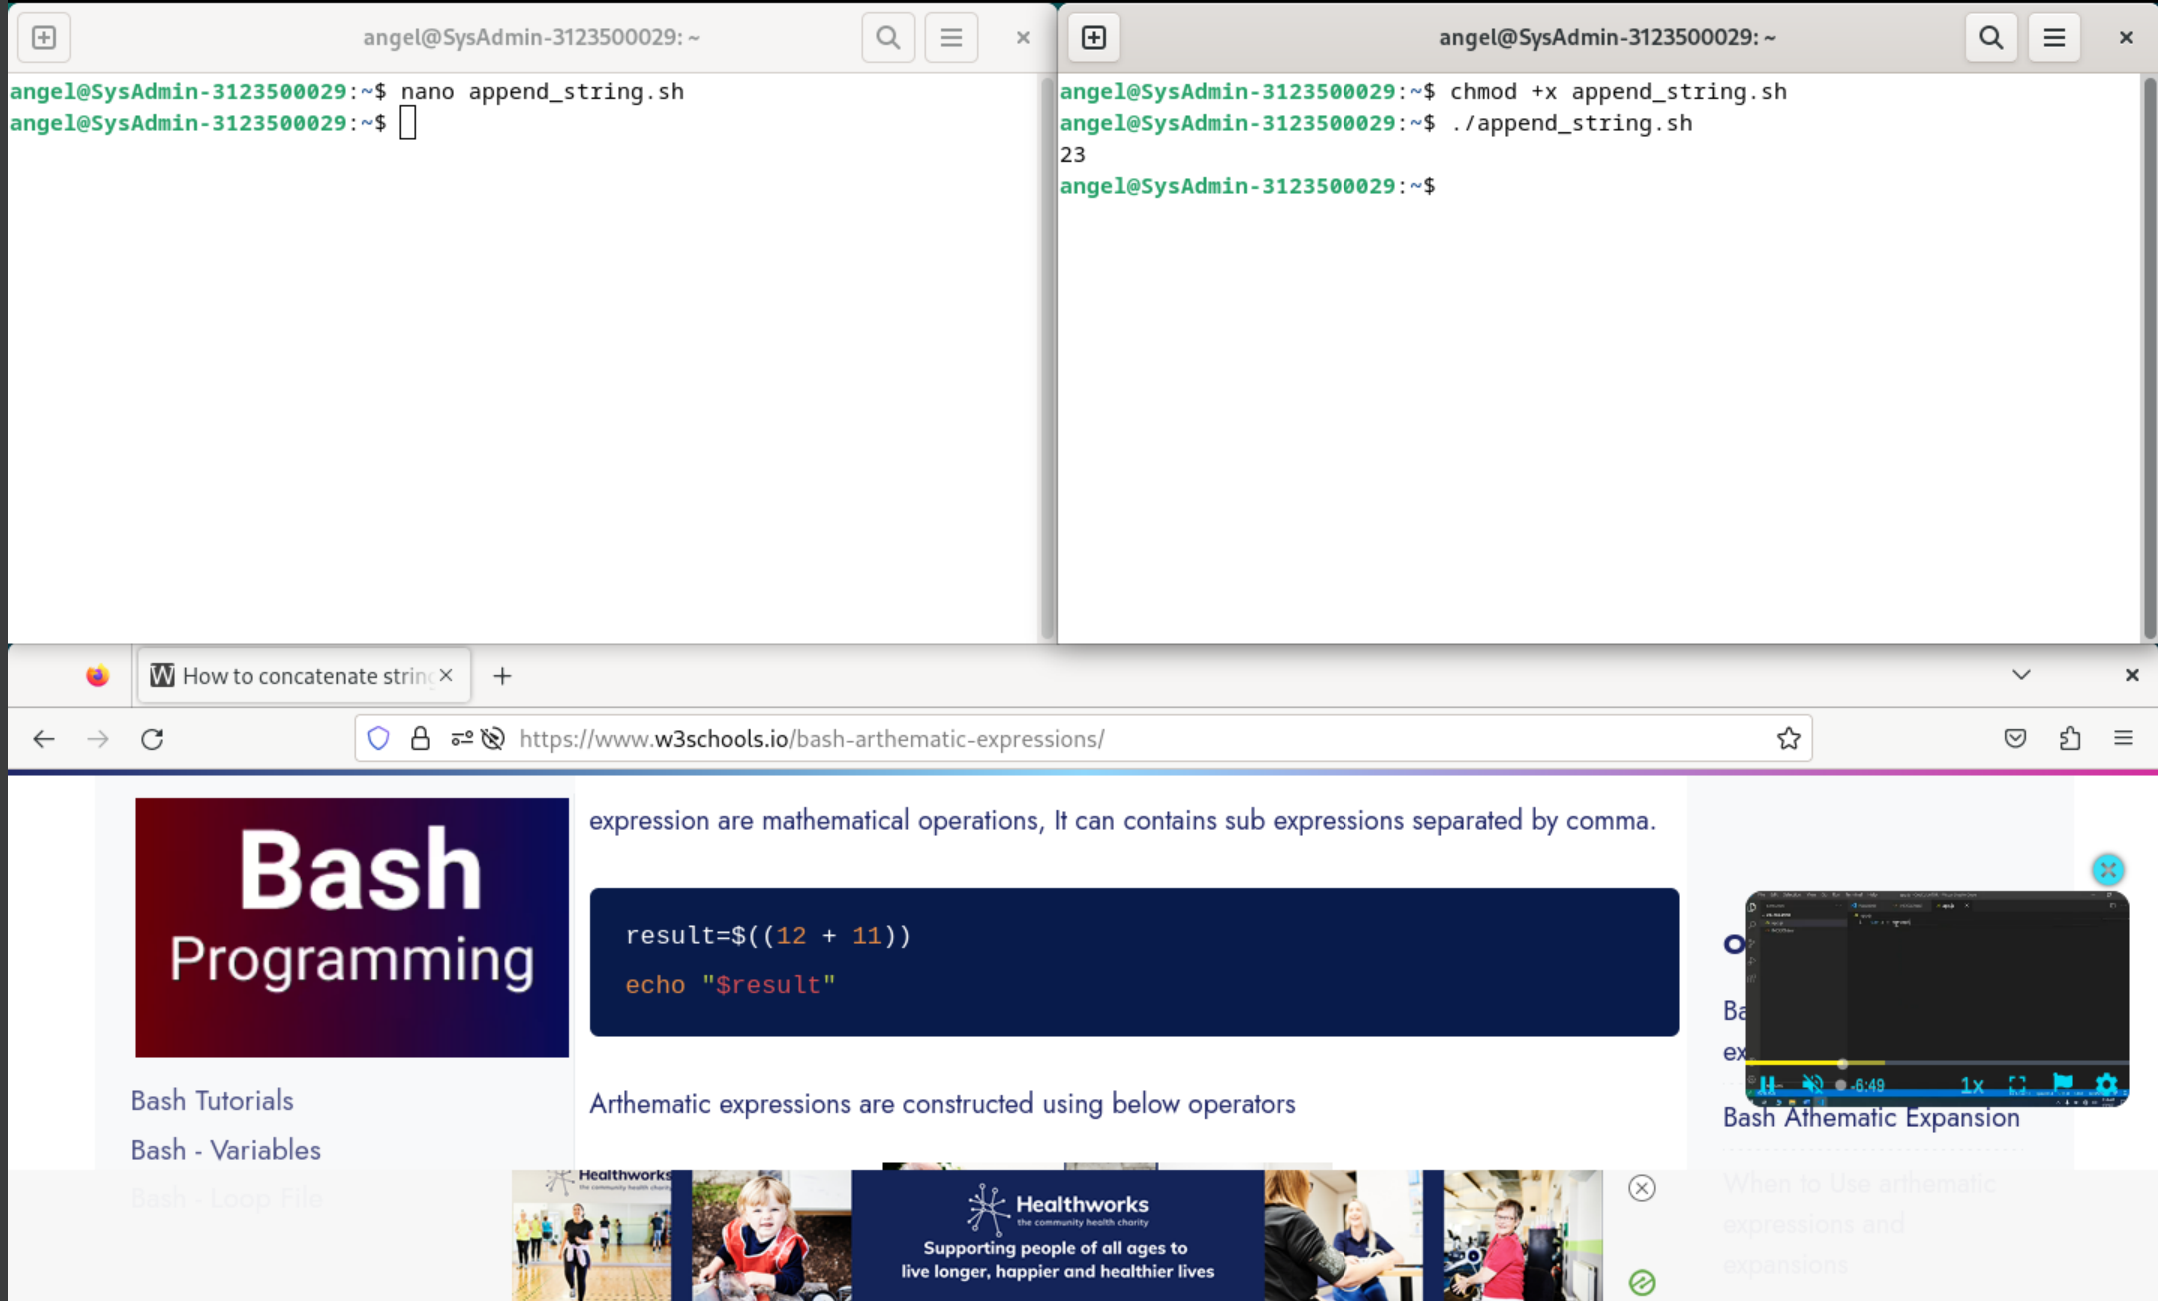 angel@SysAdmin-3123500029: ~
angel@SysAdmin-3123500029:~$ nano append_string.sh
angel@SysAdmin-3123500029:~$
angel@SysAdmin-3123500029: ~
angel@SysAdmin-3123500029:~$ chmod +x append_string.sh
angel@SysAdmin-3123500029:~$ ./append_string.sh
23
angel@SysAdmin-3123500029:~$
W How to concatenate string
https://www.w3schools.io/bash-arthematic-expressions/
Bash
Programming
Bash Tutorials
Bash - Variables
Bash - Loop File
expression are mathematical operations, It can contains sub expressions separated by comma.
result=$((12 + 11))
echo "$result"
Arthematic expressions are constructed using below operators
O
Ba
ex
-6:49
1x
Bash Athematic Expansion
When to Use arthematic
expressions and
expansions
Healthworks
the community health charity
Healthworks
the community health charity
Supporting people of all ages to
live longer, happier and healthier lives